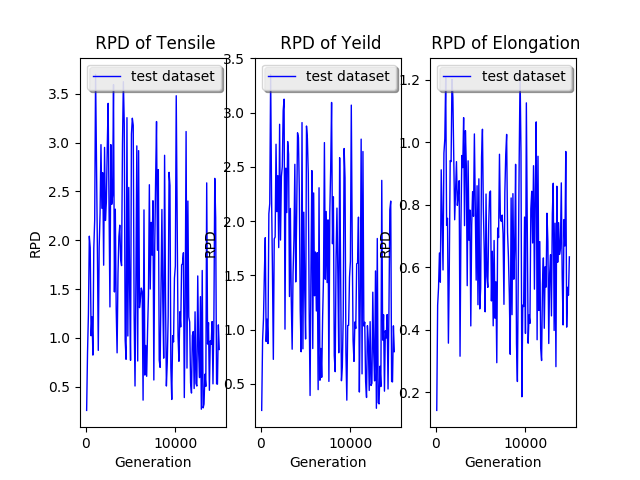 RPD of Tensile
RPD of Yeild
RPD of Elongation
test dataset
test dataset
test dataset
RPD
3.5
3.0
2.5
2.0
1.5
1.0
0.5
0
10000
Generation
RPD
3.5
3.0
2.5
2.0
1.5
1.0
0.5
0
10000
Generation
RPD
1.2
1.0
0.8
0.6
0.4
0.2
0
10000
Generation